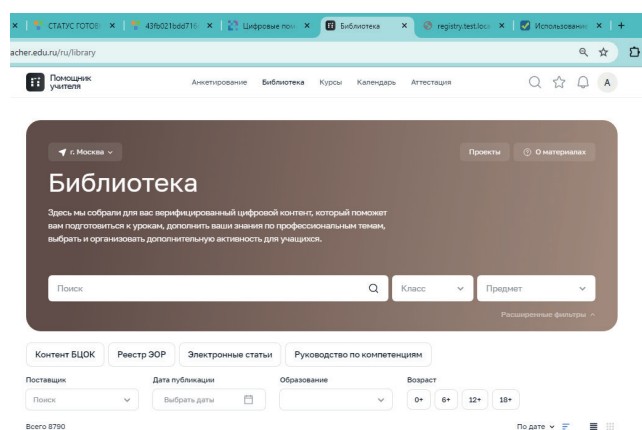 СТАТУС ГОТОВ
43fb021bdd716
Цифровые пом
Библиотека
registry.test.loca
Использование
acher.edu.ru/ru/library
Помощник
учителя
Анкетирование Библиотека Курсы Календарь Аттестация
А
г. Москва
Проекты
О материалах
Библиотека
Здесь мы собрали для вас верифицированный цифровой контент, который поможет
вам подготовиться к урокам, дополнить ваши знания по профессиональным темам,
выбрать и организовать дополнительную активность для учащихся.
Поиск
Класс
Предмет
Расширенные фильтры
Контент БЦОК Реестр ЭОР Электронные статьи Руководство по компетенциям
Поставщик Дата публикации Образование Возраст
Поиск Выбрать даты 0+ 6+ 12+ 18+
Всего 8790 По дате